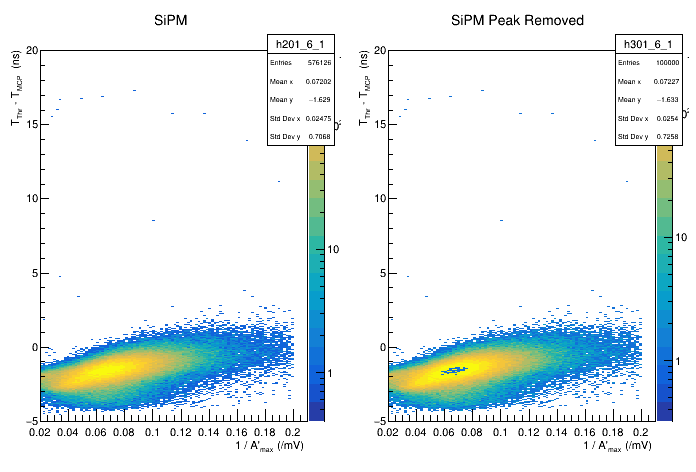 SiPM
h201_6_1
Entries 576126
Mean x 0.07202
Mean y −1.629
Std Dev x 0.02475
Std Dev y 0.7068
T_Thr - T_MCP (ns)
20
15
10
5
0
−5
0.02 0.04 0.06 0.08 0.1 0.12 0.14 0.16 0.18 0.2
1 / A'_max (/mV)
10
1
SiPM Peak Removed
h301_6_1
Entries 100000
Mean x 0.07227
Mean y −1.633
Std Dev x 0.0254
Std Dev y 0.7258
T_Thr - T_MCP (ns)
20
15
10
5
0
−5
0.02 0.04 0.06 0.08 0.1 0.12 0.14 0.16 0.18 0.2
1 / A'_max (/mV)
10
1